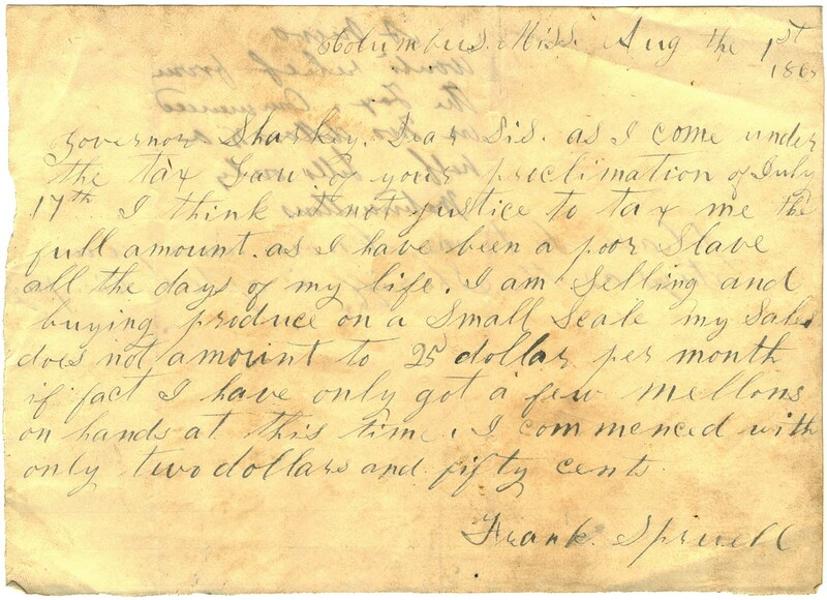 Columbus. Miss. Aug the 1st
186
Governor Sharkey. Dear Sis. as I come under
the tax Law of your proclimation of July
17th I think it not justice to tax me the
full amount. as I have been a poor Slave
all the days of my life. I am Selling and
buying produce on a Small Scale my Sales
does not amount to 25 dollar per month
if fact I have only got a few mellons
on hands at this time. I commenced with
only two dollars and fifty cents
Frank. Spruell